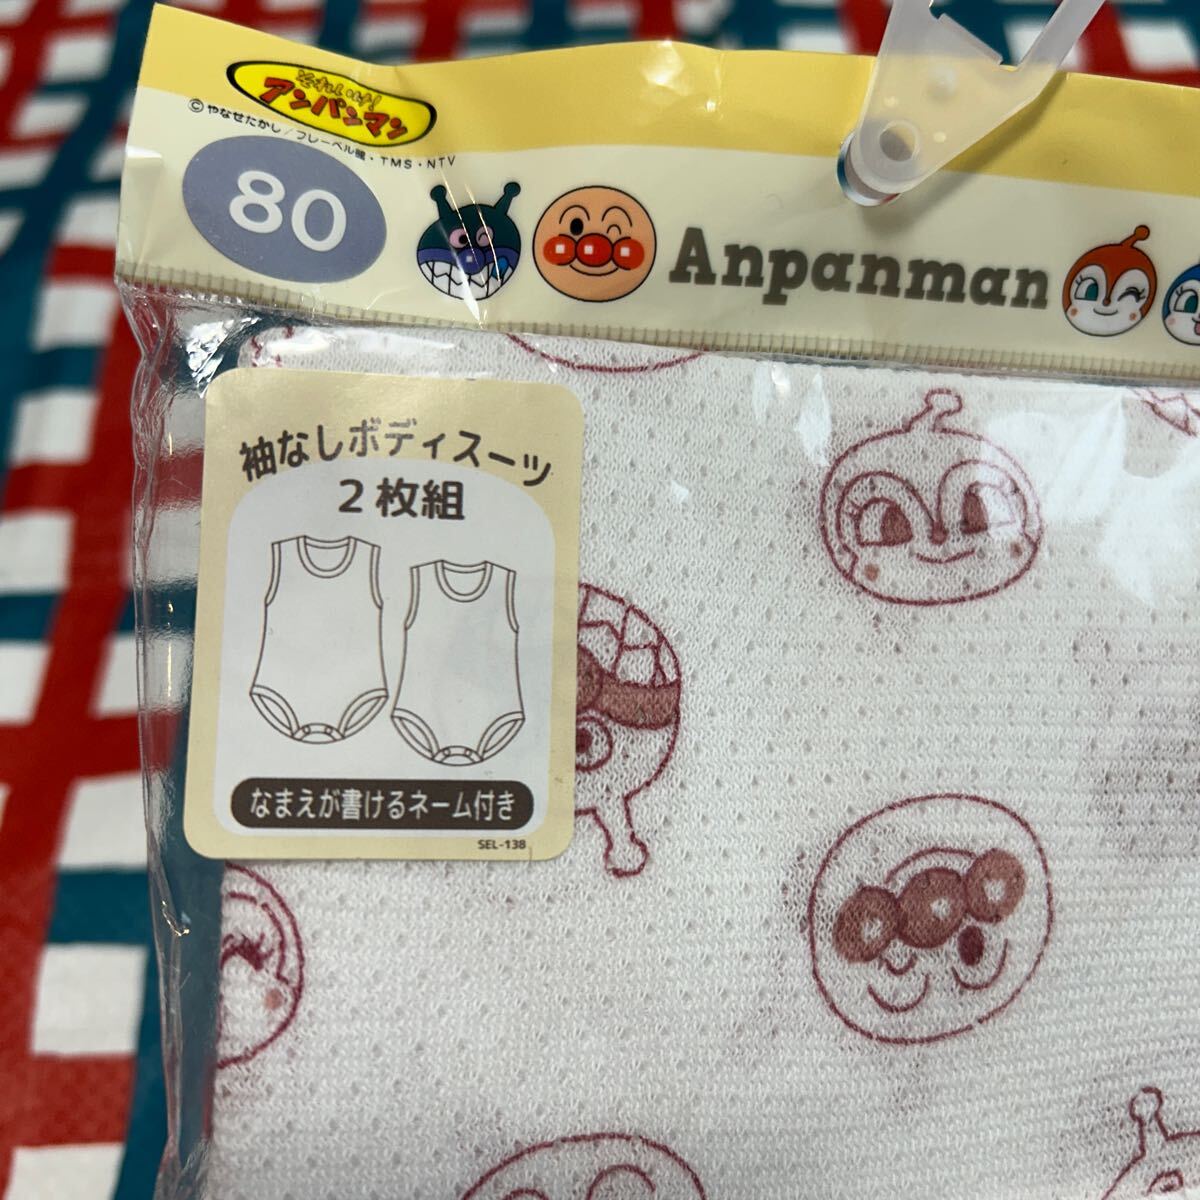 それいけ!
アンパンマン
©やなせたかし/フレーベル館・TMS・NTV
80
Anpanman
袖なしボディスーツ
2枚組
なまえが書けるネーム付き
SEL-138